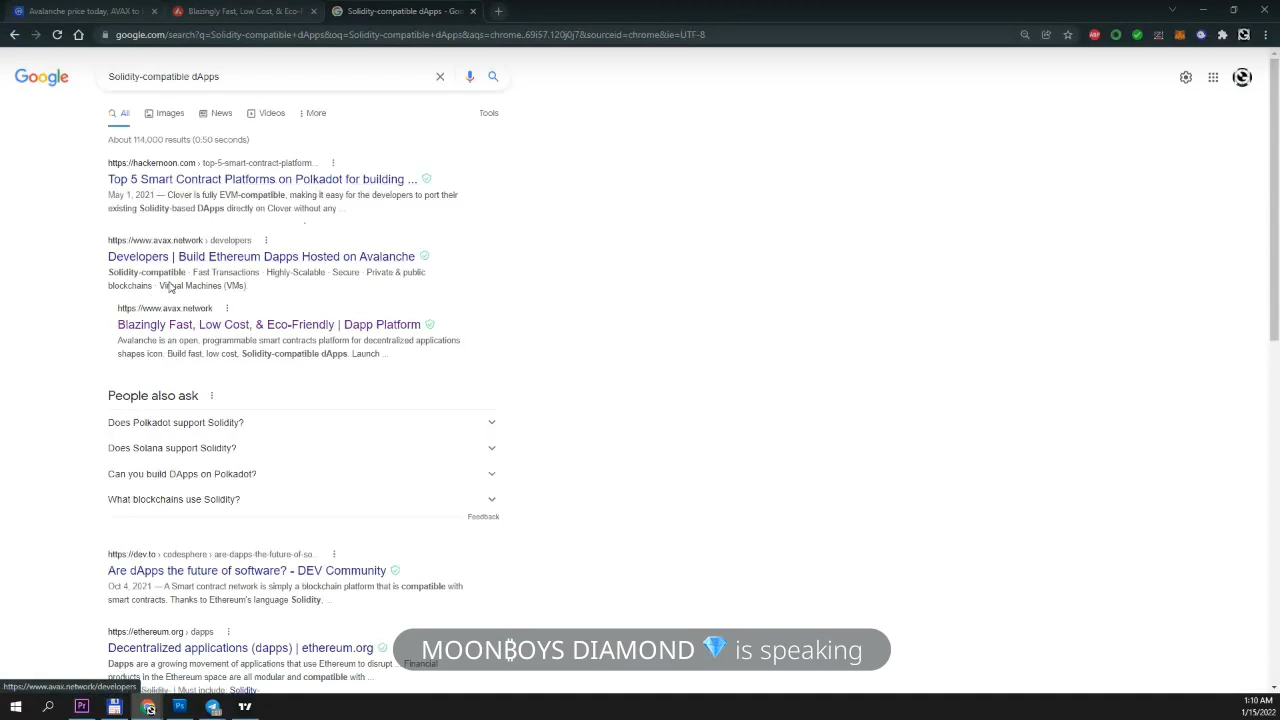 Avalanche price today, AVAX to
Blazingly Fast, Low Cost, & Eco-F
Solidity-compatible dApps - Goo
google.com/search?q=Solidity-compatible+dApps&oq=Solidity-compatible+dApps&aqs=chrome..69i57.120j0j7&sourceid=chrome&ie=UTF-8
Google
Solidity-compatible dApps
All
Images
News
Videos
More
Tools
About 114,000 results (0.50 seconds)
https://hackernoon.com › top-5-smart-contract-platform...
Top 5 Smart Contract Platforms on Polkadot for building ...
May 1, 2021 — Clover is fully EVM-compatible, making it easy for the developers to port their
existing Solidity-based DApps directly on Clover without any ...
https://www.avax.network › developers
Developers | Build Ethereum Dapps Hosted on Avalanche
Solidity-compatible · Fast Transactions · Highly-Scalable · Secure · Private & public
blockchains · Virtual Machines (VMs)
https://www.avax.network
Blazingly Fast, Low Cost, & Eco-Friendly | Dapp Platform
Avalanche is an open, programmable smart contracts platform for decentralized applications
shapes icon. Build fast, low cost, Solidity-compatible dApps. Launch ...
People also ask
Does Polkadot support Solidity?
Does Solana support Solidity?
Can you build DApps on Polkadot?
What blockchains use Solidity?
Feedback
https://dev.to › codesphere › are-dapps-the-future-of-so...
Are dApps the future of software? - DEV Community
Oct 4, 2021 — A Smart contract network is simply a blockchain platform that is compatible with
smart contracts. Thanks to Ethereum's language Solidity, ...
https://ethereum.org › dapps
Decentralized applications (dapps) | ethereum.org
Dapps are a growing movement of applications that use Ethereum to disrupt ... Financial
products in the Ethereum space are all modular and compatible with ...
Solidity- | Must include: Solidity-
MOON₿OYS DIAMOND 💎 is speaking
https://www.avax.network/developers
Pr
Ps
1:10 AM
1/15/2022